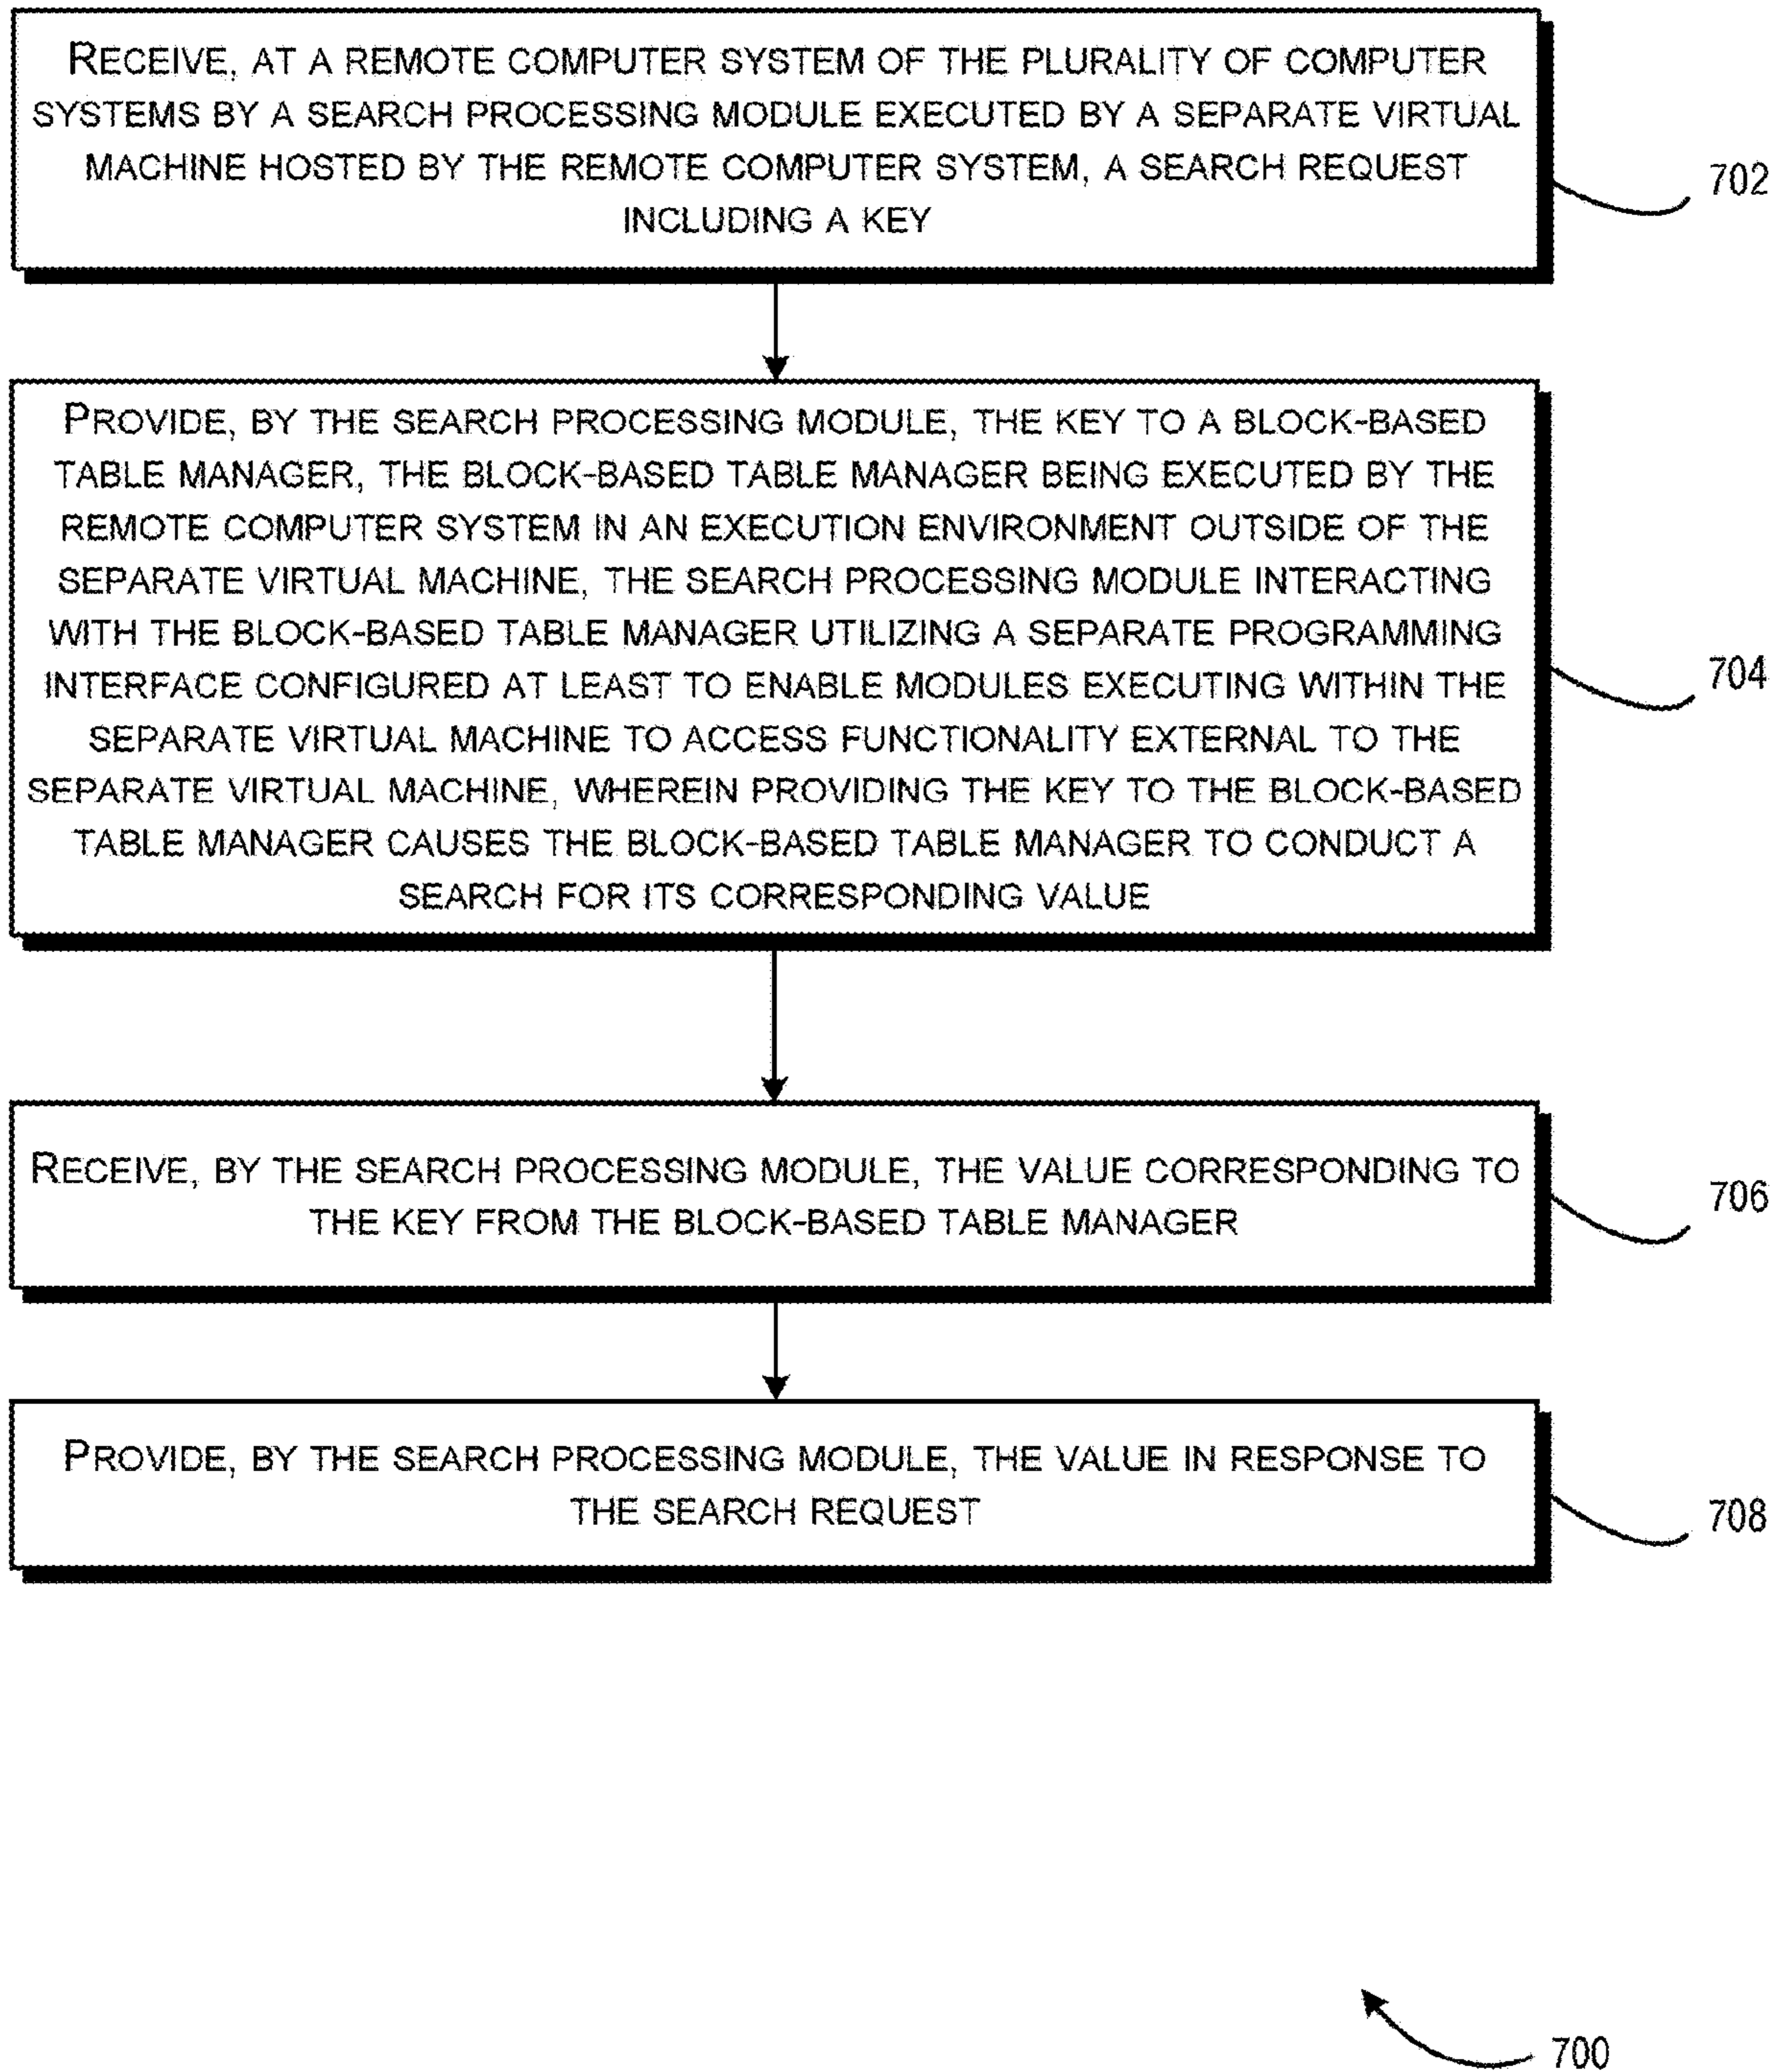 RECEIVE, AT A REMOTE COMPUTER SYSTEM OF THE PLURALITY OF COMPUTER
SYSTEMS BY A SEARCH PROCESSING MODULE EXECUTED BY A SEPARATE VIRTUAL
MACHINE HOSTED BY THE REMOTE COMPUTER SYSTEM, A SEARCH REQUEST
INCLUDING A KEY
702
PROVIDE, BY THE SEARCH PROCESSING MODULE, THE KEY TO A BLOCK-BASED
TABLE MANAGER, THE BLOCK-BASED TABLE MANAGER BEING EXECUTED BY THE
REMOTE COMPUTER SYSTEM IN AN EXECUTION ENVIRONMENT OUTSIDE OF THE
SEPARATE VIRTUAL MACHINE, THE SEARCH PROCESSING MODULE INTERACTING
WITH THE BLOCK-BASED TABLE MANAGER UTILIZING A SEPARATE PROGRAMMING
INTERFACE CONFIGURED AT LEAST TO ENABLE MODULES EXECUTING WITHIN THE
SEPARATE VIRTUAL MACHINE TO ACCESS FUNCTIONALITY EXTERNAL TO THE
SEPARATE VIRTUAL MACHINE, WHEREIN PROVIDING THE KEY TO THE BLOCK-BASED
TABLE MANAGER CAUSES THE BLOCK-BASED TABLE MANAGER TO CONDUCT A
SEARCH FOR ITS CORRESPONDING VALUE
704
RECEIVE, BY THE SEARCH PROCESSING MODULE, THE VALUE CORRESPONDING TO
THE KEY FROM THE BLOCK-BASED TABLE MANAGER
706
PROVIDE, BY THE SEARCH PROCESSING MODULE, THE VALUE IN RESPONSE TO
THE SEARCH REQUEST
708
700